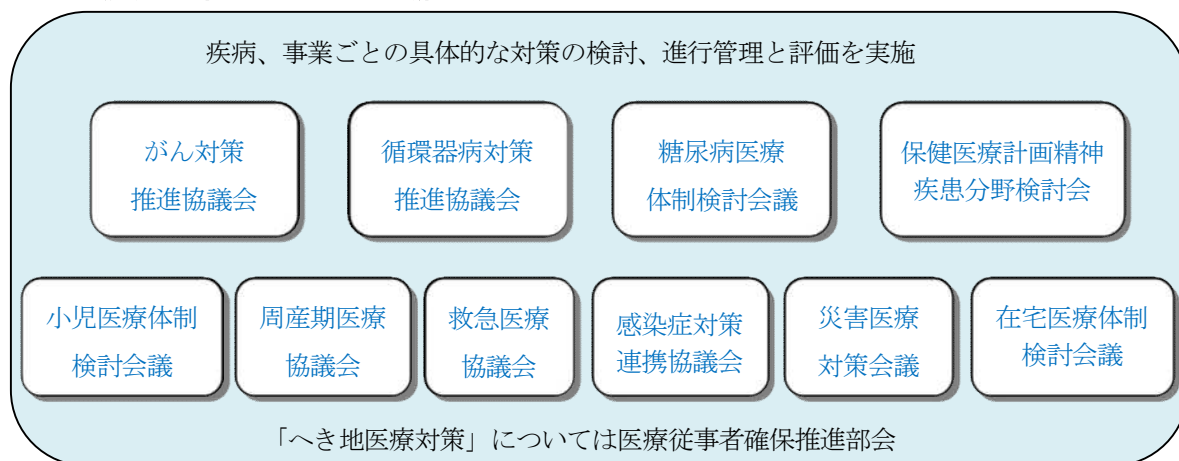 疾病、事業ごとの具体的な対策の検討、進行管理と評価を実施
がん対策
推進協議会
循環器病対策
推進協議会
糖尿病医療
体制検討会議
保健医療計画精神
疾患分野検討会
小児医療体制
検討会議
周産期医療
協議会
救急医療
協議会
感染症対策
連携協議会
災害医療
対策会議
在宅医療体制
検討会議
「へき地医療対策」については医療従事者確保推進部会